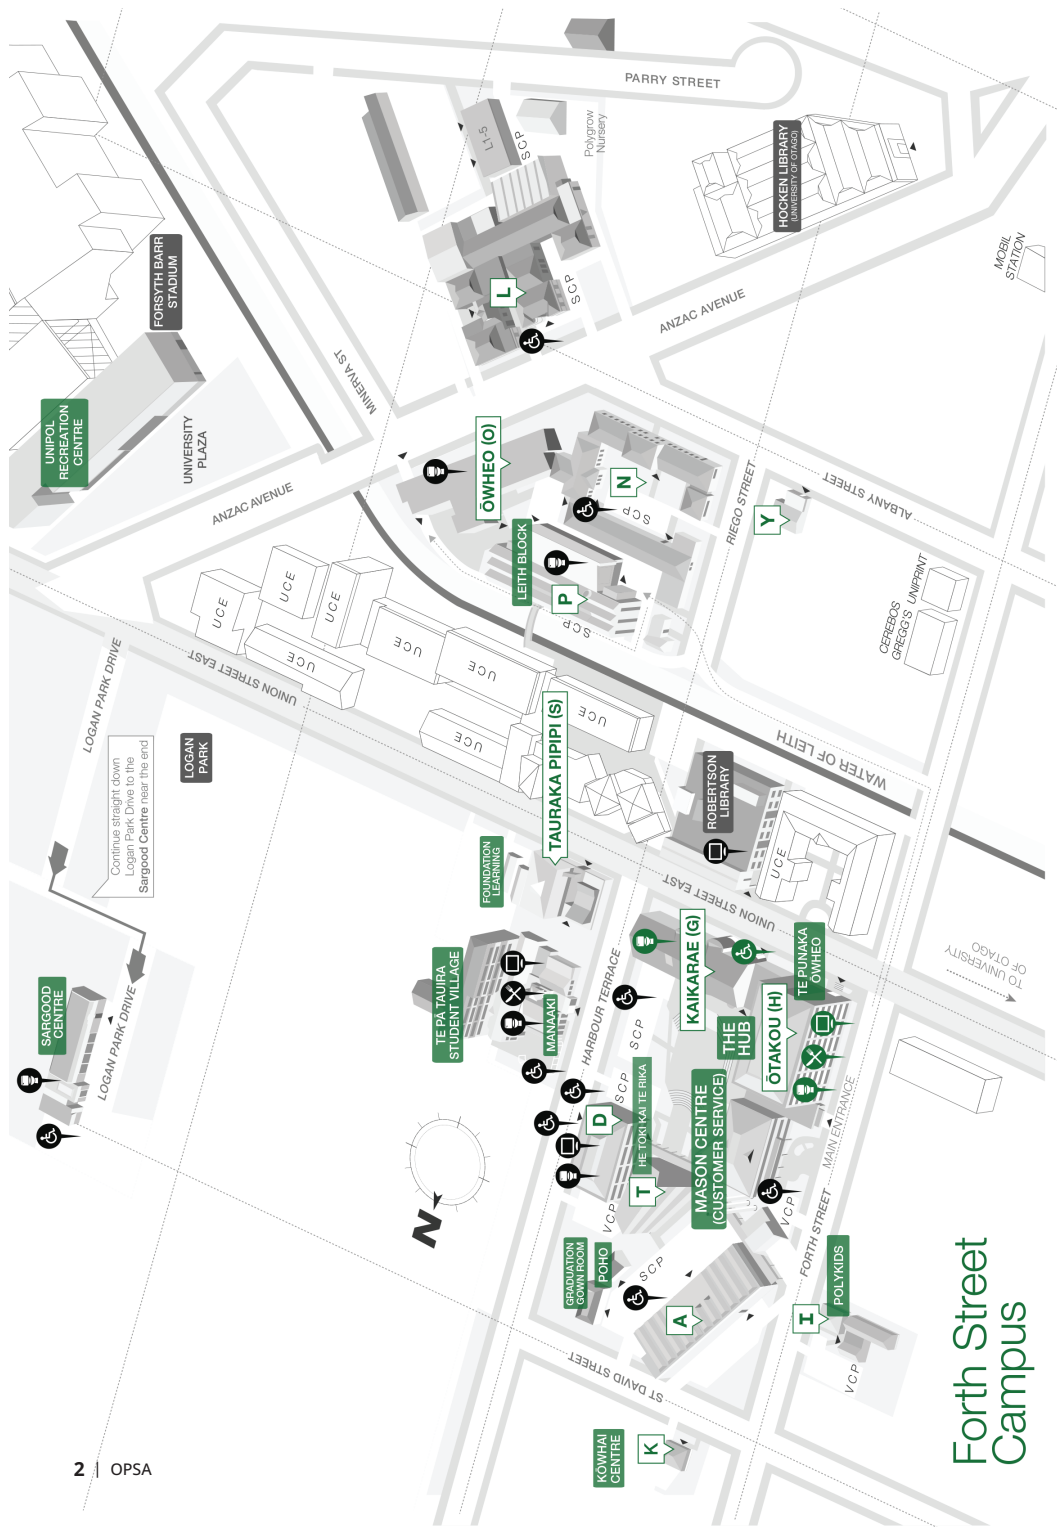 Forth Street
Campus
PARRY STREET
L1-5
SCP
Polygrow
Nursery
HOCKEN LIBRARY
(UNIVERSITY OF OTAGO)
MOBIL
STATION
FORSYTH BARR
STADIUM
L
SCP
ANZAC AVENUE
MINERVA ST
UNIPOL
RECREATION
CENTRE
UNIVERSITY
PLAZA
ŌWHEO (O)
ANZAC AVENUE
N
SCP
RIEGO STREET
ALBANY STREET
Y
LEITH BLOCK
P
SCP
UCE
UCE
UCE
UCE
UCE
UCE
UCE
UCE
UNION STREET EAST
UNIPRINT
CEREBOS
GREGG'S
LOGAN PARK DRIVE
LOGAN
PARK
TAURAKA PIPIPI (S)
WATER OF LEITH
Continue straight down
Logan Park Drive to the
Sargood Centre near the end
ROBERTSON
LIBRARY
UCE
FOUNDATION
LEARNING
UNION STREET EAST
TE PĀ TAUIRA
STUDENT VILLAGE
MANAAKI
HARBOUR TERRACE
KAIKARAE (G)
TE PUNAKA
ŌWHEO
TO UNIVERSITY
OF OTAGO
SARGOOD
CENTRE
LOGAN PARK DRIVE
SCP
THE
HUB
ŌTAKOU (H)
SCP
D
HE TOKI KAI TE RIKA
MASON CENTRE
(CUSTOMER SERVICE)
MAIN ENTRANCE
N
T
VCP
VCP
FORTH STREET
GRADUATION
GOWN ROOM
POHO
SCP
A
I
POLYKIDS
VCP
ST DAVID STREET
KŌWHAI
CENTRE
K
2 | OPSA